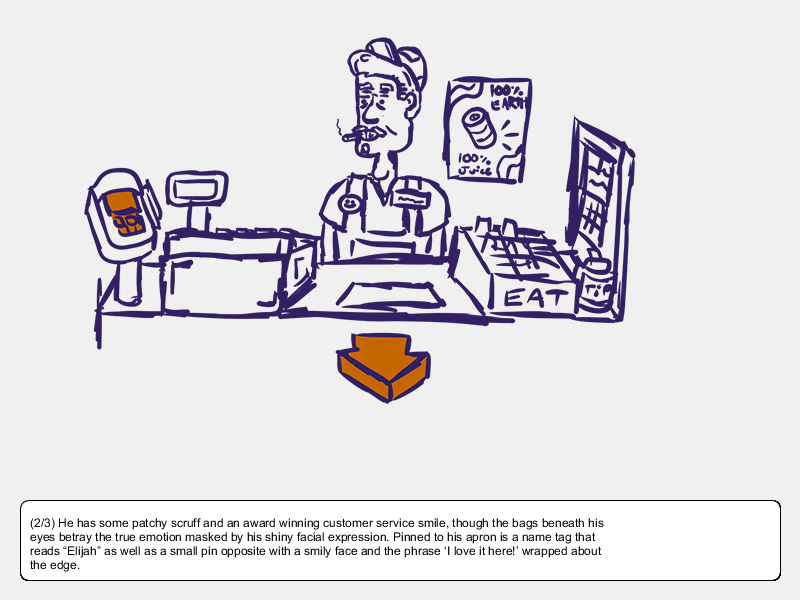 100%
EARTH
100%
Juice
EAT
TIP
(2/3) He has some patchy scruff and an award winning customer service smile, though the bags beneath his
eyes betray the true emotion masked by his shiny facial expression. Pinned to his apron is a name tag that
reads “Elijah” as well as a small pin opposite with a smily face and the phrase ‘I love it here!’ wrapped about
the edge.